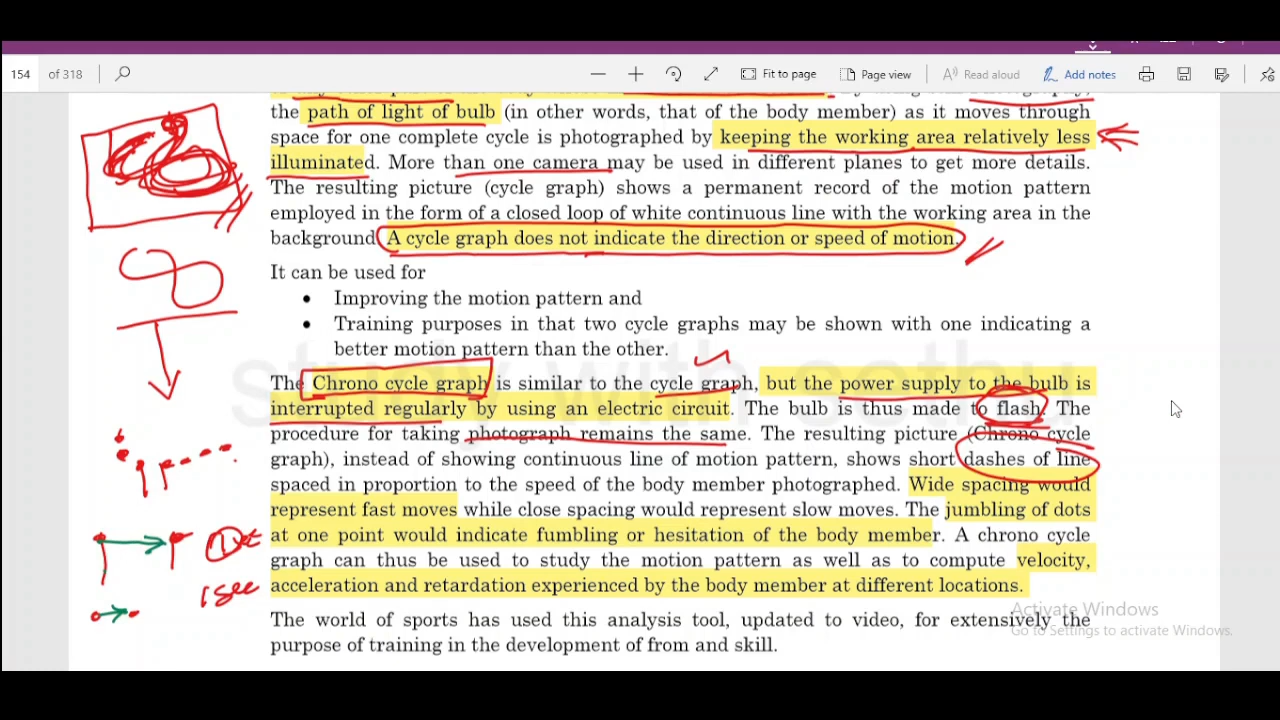 154 of 318 Fit to page Page view Read aloud Add notes
the path of light of bulb (in other words, that of the body member) as it moves through
space for one complete cycle is photographed by keeping the working area relatively less
illuminated. More than one camera may be used in different planes to get more details.
The resulting picture (cycle graph) shows a permanent record of the motion pattern
employed in the form of a closed loop of white continuous line with the working area in the
background. A cycle graph does not indicate the direction or speed of motion.
It can be used for
• Improving the motion pattern and
• Training purposes in that two cycle graphs may be shown with one indicating a
better motion pattern than the other.
study with sethu
The Chrono cycle graph is similar to the cycle graph, but the power supply to the bulb is
interrupted regularly by using an electric circuit. The bulb is thus made to flash. The
procedure for taking photograph remains the same. The resulting picture (Chrono cycle
graph), instead of showing continuous line of motion pattern, shows short dashes of line
spaced in proportion to the speed of the body member photographed. Wide spacing would
represent fast moves while close spacing would represent slow moves. The jumbling of dots
at one point would indicate fumbling or hesitation of the body member. A chrono cycle
graph can thus be used to study the motion pattern as well as to compute velocity,
acceleration and retardation experienced by the body member at different locations.
1 see
Activate Windows
Go to Settings to activate Windows.
The world of sports has used this analysis tool, updated to video, for extensively the
purpose of training in the development of from and skill.